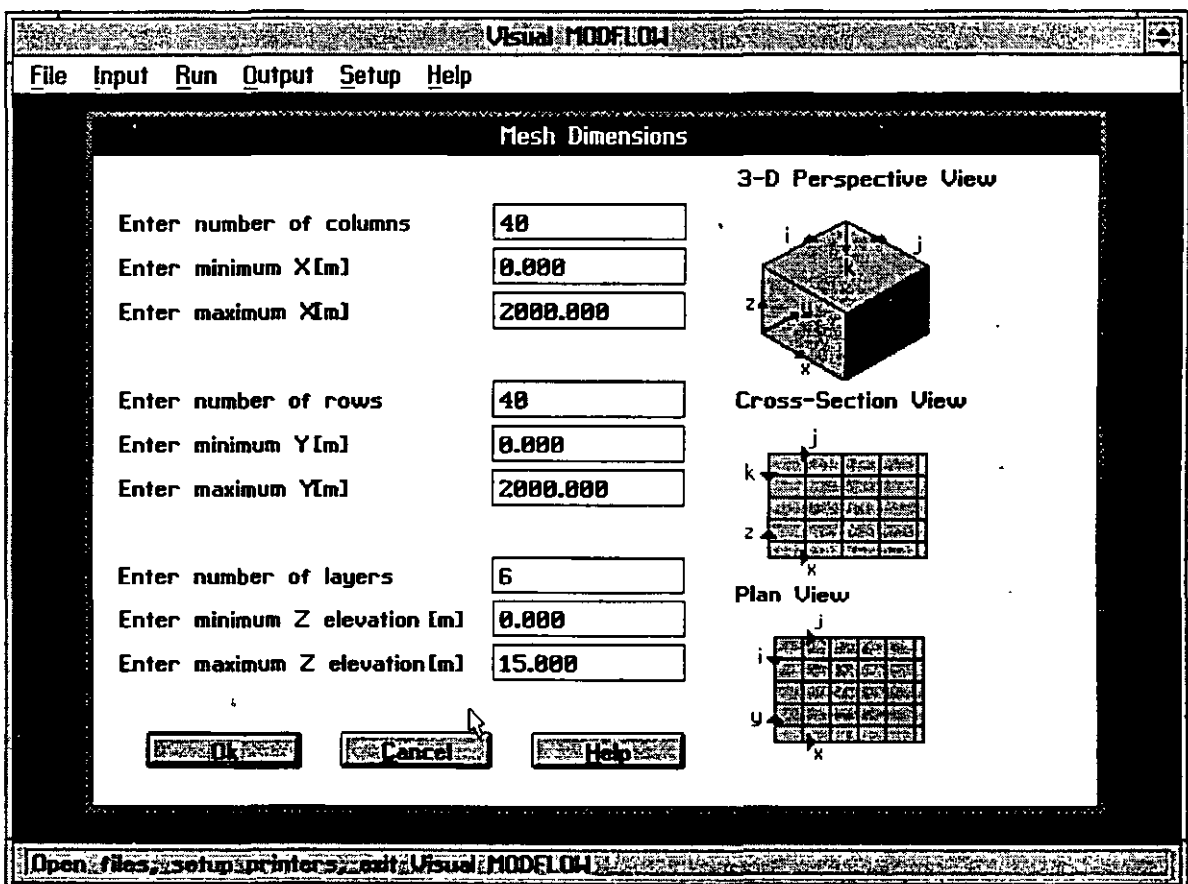 Visual MODFLOW
File Input Run Output Setup Help
Mesh Dimensions
Enter number of columns 40
Enter minimum X[m] 0.000
Enter maximum X[m] 2000.000
Enter number of rows 40
Enter minimum Y[m] 0.000
Enter maximum Y[m] 2000.000
Enter number of layers 6
Enter minimum Z elevation [m] 0.000
Enter maximum Z elevation[m] 15.000
Ok Cancel Help
3-D Perspective View
i j
k
z y
x
Cross-Section View
j
k
z
x
Plan View
j
i
y
x
Open files, setup printers, exit Visual MODFLOW